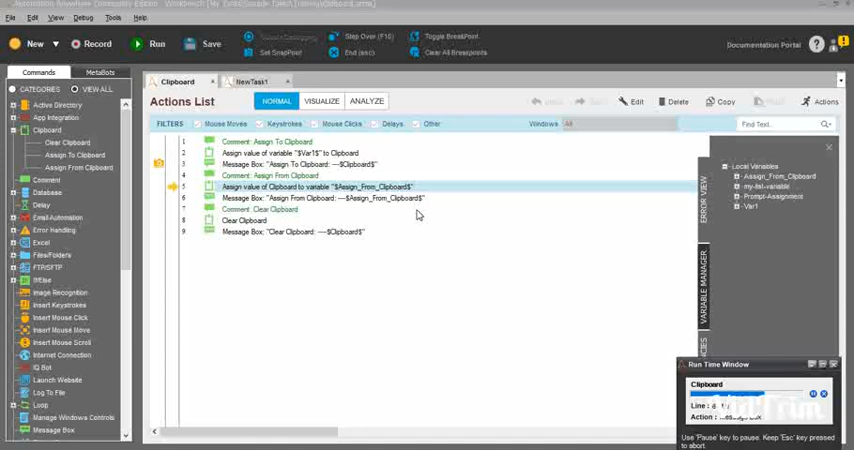 File Edit View Debug Tools Help
New Record Run Save
Set SnapPoint
Step Over (F10)
End (esc)
Toggle BreakPoint
Clear All Breakpoints
Documentation Portal
Commands MetaBots
CATEGORIES VIEW ALL
Active Directory
App Integration
Clipboard
Clear Clipboard
Assign To Clipboard
Assign From Clipboard
Comment
Database
Delay
Email Automation
Error Handling
Excel
Files/Folders
FTP/SFTP
If/Else
Image Recognition
Insert Keystrokes
Insert Mouse Click
Insert Mouse Move
Insert Mouse Scroll
Internet Connection
IQ Bot
Launch Website
Log To File
Loop
Manage Windows Controls
Message Box
Clipboard NewTask1
Actions List
NORMAL VISUALIZE ANALYZE
Edit Delete Copy Actions
FILTERS Mouse Moves Keystrokes Mouse Clicks Delays Other Windows All Find Text...
1 Comment: Assign To Clipboard
2 Assign value of variable "$Var1$" to Clipboard
3 Message Box: "Assign To Clipboard: ---$Clipboard$"
4 Comment: Assign From Clipboard
5 Assign value of Clipboard to variable "$Assign_From_Clipboard$"
6 Message Box: "Assign From Clipboard: ---$Assign_From_Clipboard$"
7 Comment: Clear Clipboard
8 Clear Clipboard
9 Message Box: "Clear Clipboard: ----$Clipboard$"
ERROR VIEW
VARIABLE MANAGER
Local Variables
Assign_From_Clipboard
my-list-variable
Prompt-Assignment
Var1
Run Time Window
Clipboard
Line :
Action : Message Box
Use 'Pause' key to pause. Keep 'Esc' key pressed
to abort.